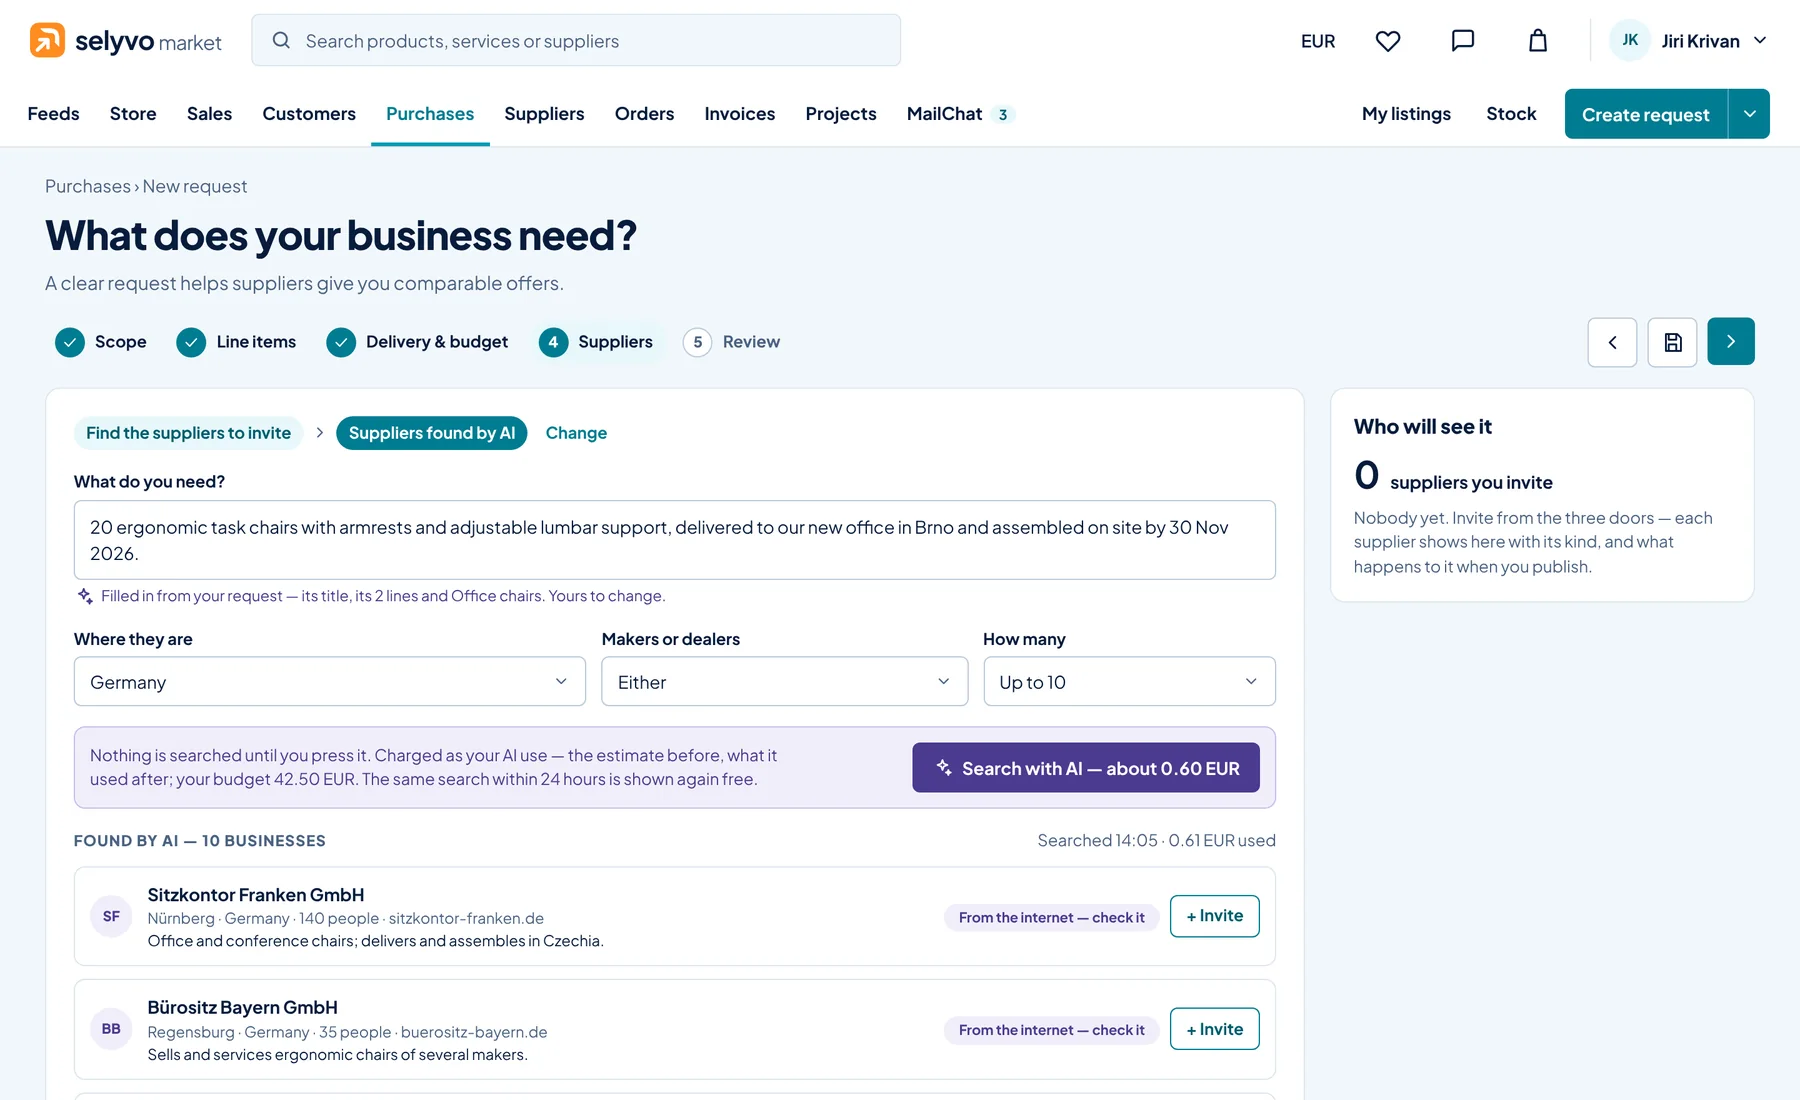 selyvo market
Search products, services or suppliers
EUR
JK
Jiri Krivan
Feeds
Store
Sales
Customers
Purchases
Suppliers
Orders
Invoices
Projects
MailChat 3
My listings
Stock
Create request
Purchases › New request
What does your business need?
A clear request helps suppliers give you comparable offers.
Scope
Line items
Delivery & budget
4 Suppliers
5 Review
Find the suppliers to invite
Suppliers found by AI
Change
What do you need?
20 ergonomic task chairs with armrests and adjustable lumbar support, delivered to our new office in Brno and assembled on site by 30 Nov
2026.
Filled in from your request — its title, its 2 lines and Office chairs. Yours to change.
Where they are
Makers or dealers
How many
Germany
Either
Up to 10
Nothing is searched until you press it. Charged as your AI use — the estimate before, what it
used after; your budget 42.50 EUR. The same search within 24 hours is shown again free.
Search with AI — about 0.60 EUR
FOUND BY AI — 10 BUSINESSES
Searched 14:05 · 0.61 EUR used
SF
Sitzkontor Franken GmbH
Nürnberg · Germany · 140 people · sitzkontor-franken.de
Office and conference chairs; delivers and assembles in Czechia.
From the internet — check it
+ Invite
BB
Bürositz Bayern GmbH
Regensburg · Germany · 35 people · buerositz-bayern.de
Sells and services ergonomic chairs of several makers.
From the internet — check it
+ Invite
Who will see it
0 suppliers you invite
Nobody yet. Invite from the three doors — each
supplier shows here with its kind, and what
happens to it when you publish.